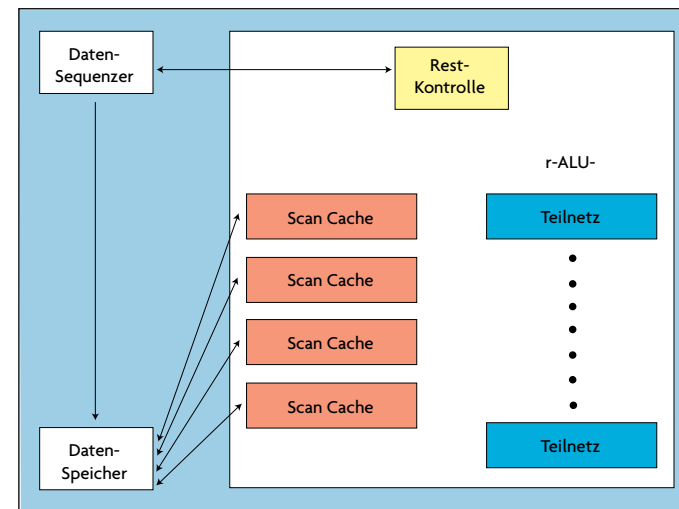 Daten-
Sequenzer
Rest-
Kontrolle
r-ALU-
Scan Cache
Teilnetz
Scan Cache
Scan Cache
Scan Cache
Teilnetz
Daten-
Speicher